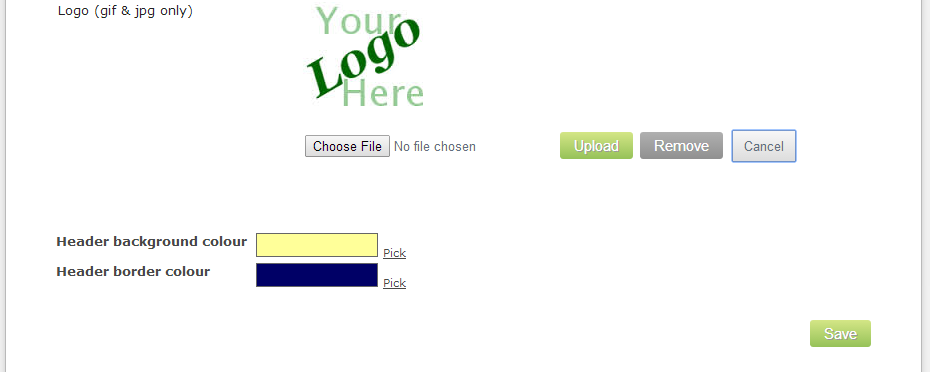 Logo (gif & jpg only)
Your
Logo
Here
Choose File No file chosen Upload Remove Cancel
Header background colour Pick
Header border colour Pick
Save